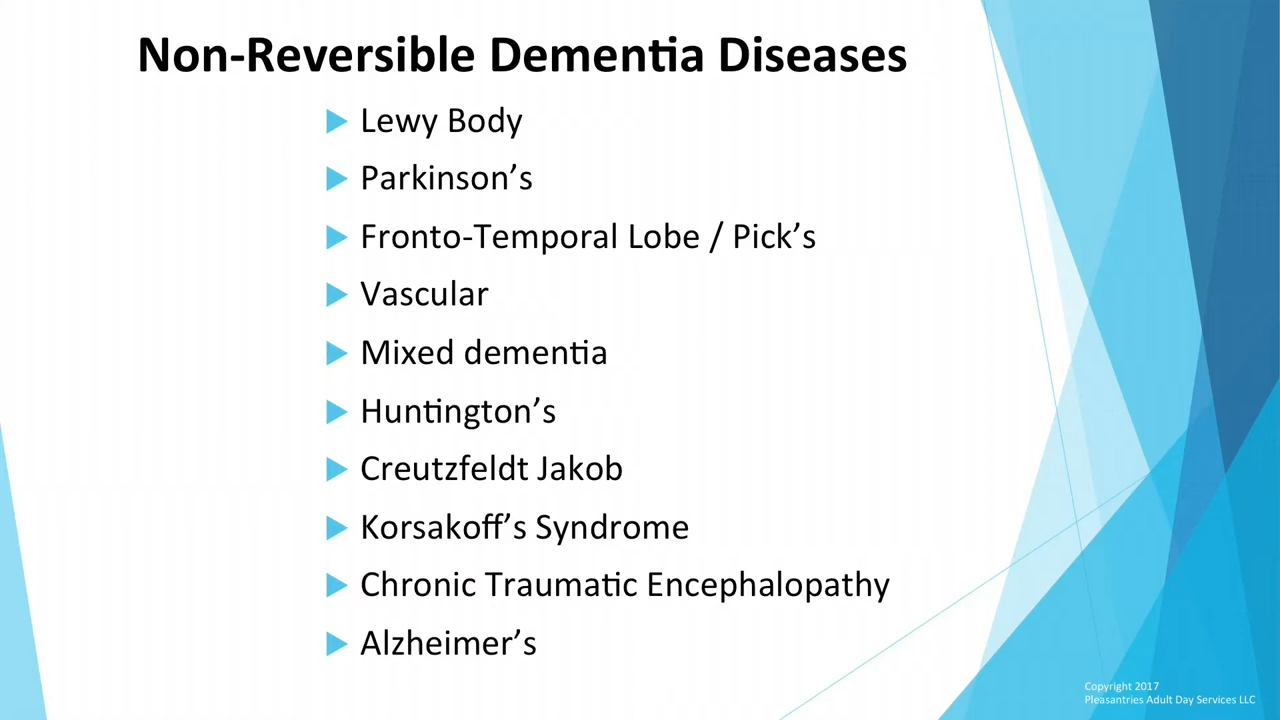 Non-Reversible Dementia Diseases
Lewy Body
Parkinson’s
Fronto-Temporal Lobe / Pick’s
Vascular
Mixed dementia
Huntington’s
Creutzfeldt Jakob
Korsakoff’s Syndrome
Chronic Traumatic Encephalopathy
Alzheimer’s
Copyright 2017
Pleasantries Adult Day Services LLC